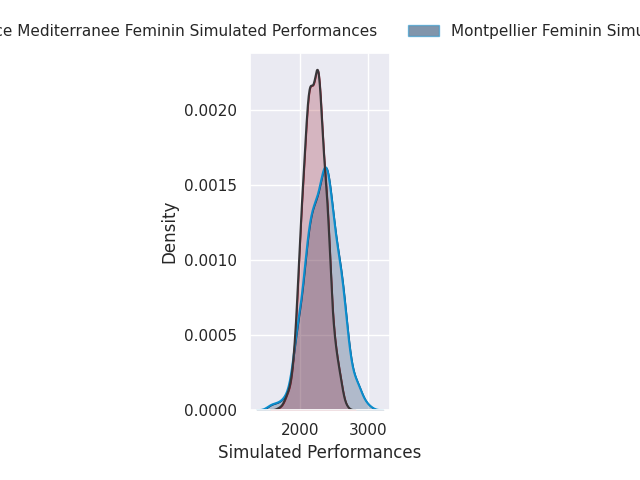 Mediterranee Feminin Simulated Performances Montpellier Feminin
0.0020
0.0015
0.0010
0.0005
0.0000
Density
2000 3000
Simulated Performances